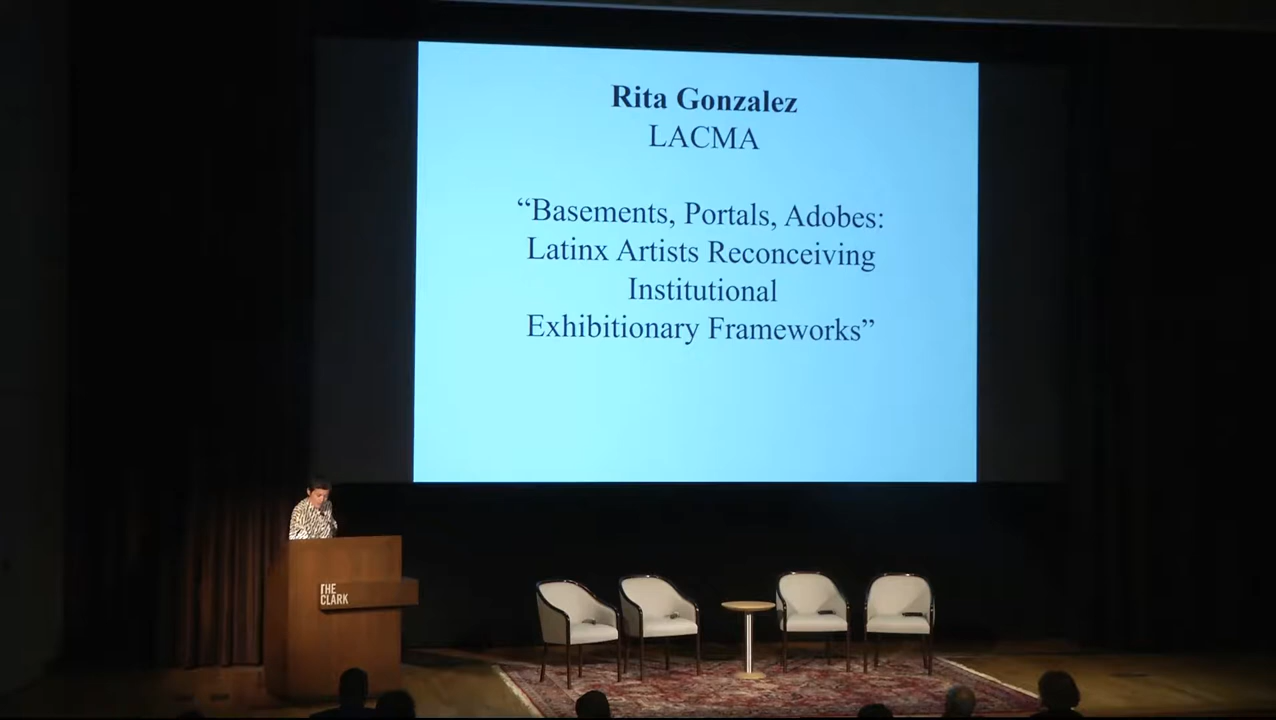 Rita Gonzalez
LACMA
“Basements, Portals, Adobes:
Latinx Artists Reconceiving
Institutional
Exhibitionary Frameworks”
THE
CLARK